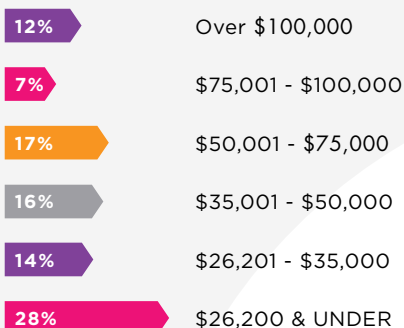 12% Over $100,000
7% $75,001 - $100,000
17% $50,001 - $75,000
16% $35,001 - $50,000
14% $26,201 - $35,000
28% $26,200 & UNDER